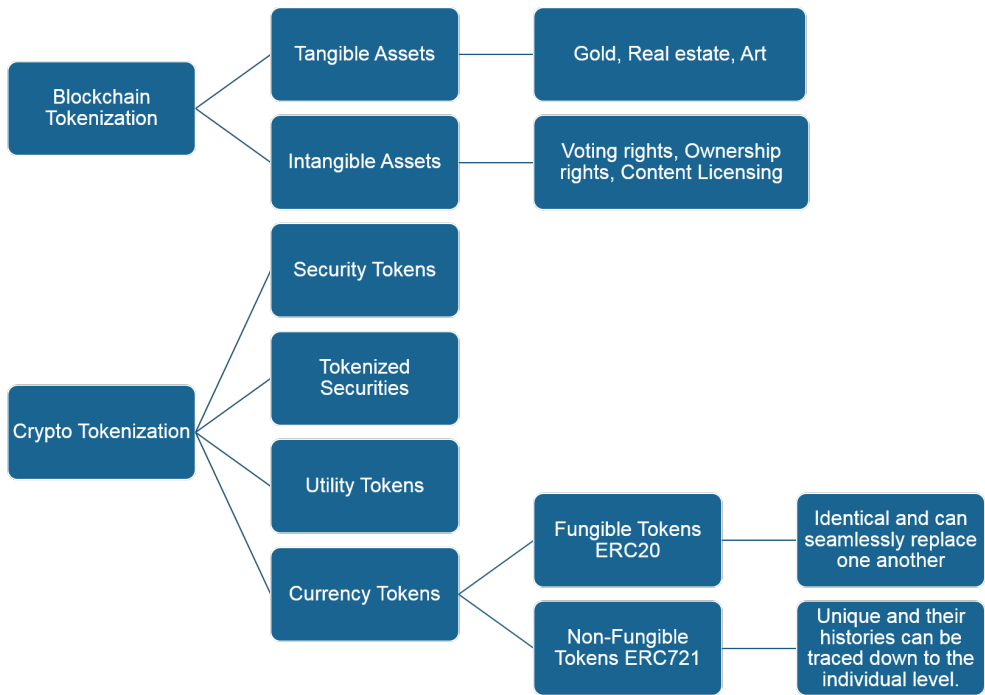 Blockchain
Tokenization
Tangible Assets
Gold, Real estate, Art
Intangible Assets
Voting rights, Ownership
rights, Content Licensing
Crypto Tokenization
Security Tokens
Tokenized
Securities
Utility Tokens
Currency Tokens
Fungible Tokens
ERC20
Identical and can
seamlessly replace
one another
Non-Fungible
Tokens ERC721
Unique and their
histories can be
traced down to the
individual level.